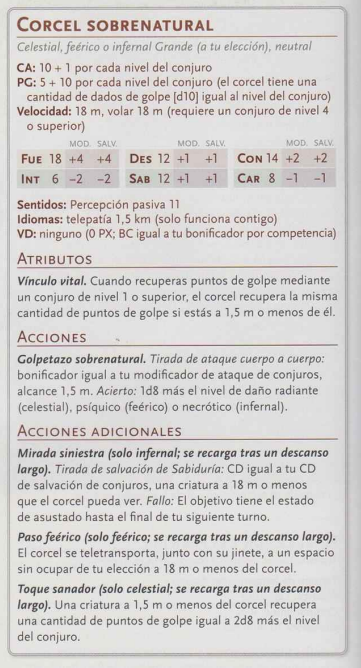 CORCEL SOBRENATURAL
Celestial, feérico o infernal Grande (a tu elección), neutral
CA: 10 + 1 por cada nivel del conjuro
PG: 5 + 10 por cada nivel del conjuro (el corcel tiene una
cantidad de dados de golpe [d10] igual al nivel del conjuro)
Velocidad: 18 m, volar 18 m (requiere un conjuro de nivel 4
o superior)
MOD. SALV. MOD. SALV. MOD. SALV.
FUE 18 +4 +4 DES 12 +1 +1 CON 14 +2 +2
INT 6 −2 −2 SAB 12 +1 +1 CAR 8 −1 −1
Sentidos: Percepción pasiva 11
Idiomas: telepatía 1,5 km (solo funciona contigo)
VD: ninguno (0 PX; BC igual a tu bonificador por competencia)
ATRIBUTOS
Vínculo vital. Cuando recuperas puntos de golpe mediante
un conjuro de nivel 1 o superior, el corcel recupera la misma
cantidad de puntos de golpe si estás a 1,5 m o menos de él.
ACCIONES
Golpetazo sobrenatural. Tirada de ataque cuerpo a cuerpo:
bonificador igual a tu modificador de ataque de conjuros,
alcance 1,5 m. Acierto: 1d8 más el nivel de daño radiante
(celestial), psíquico (feérico) o necrótico (infernal).
ACCIONES ADICIONALES
Mirada siniestra (solo infernal; se recarga tras un descanso
largo). Tirada de salvación de Sabiduría: CD igual a tu CD
de salvación de conjuros, una criatura a 18 m o menos
que el corcel pueda ver. Fallo: El objetivo tiene el estado
de asustado hasta el final de tu siguiente turno.
Paso feérico (solo feérico; se recarga tras un descanso largo).
El corcel se teletransporta, junto con su jinete, a un espacio
sin ocupar de tu elección a 18 m o menos del corcel.
Toque sanador (solo celestial; se recarga tras un descanso
largo). Una criatura a 1,5 m o menos del corcel recupera
una cantidad de puntos de golpe igual a 2d8 más el nivel
del conjuro.